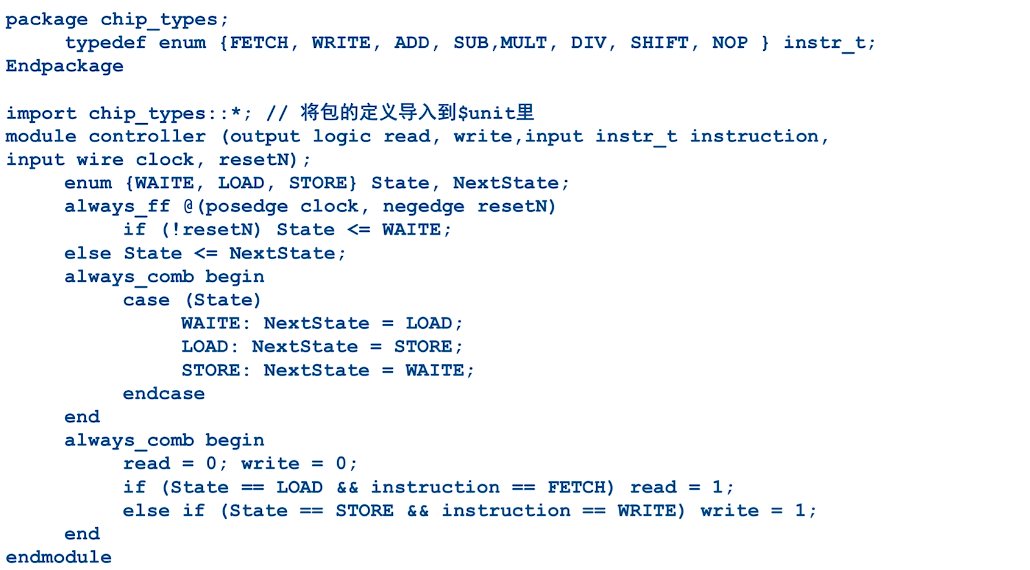 package chip_types;
typedef enum {FETCH, WRITE, ADD, SUB,MULT, DIV, SHIFT, NOP } instr_t;
Endpackage
import chip_types::*; // 将包的定义导入到$unit里
module controller (output logic read, write,input instr_t instruction,
input wire clock, resetN);
enum {WAITE, LOAD, STORE} State, NextState;
always_ff @(posedge clock, negedge resetN)
if (!resetN) State <= WAITE;
else State <= NextState;
always_comb begin
case (State)
WAITE: NextState = LOAD;
LOAD: NextState = STORE;
STORE: NextState = WAITE;
endcase
end
always_comb begin
read = 0; write = 0;
if (State == LOAD && instruction == FETCH) read = 1;
else if (State == STORE && instruction == WRITE) write = 1;
end
endmodule